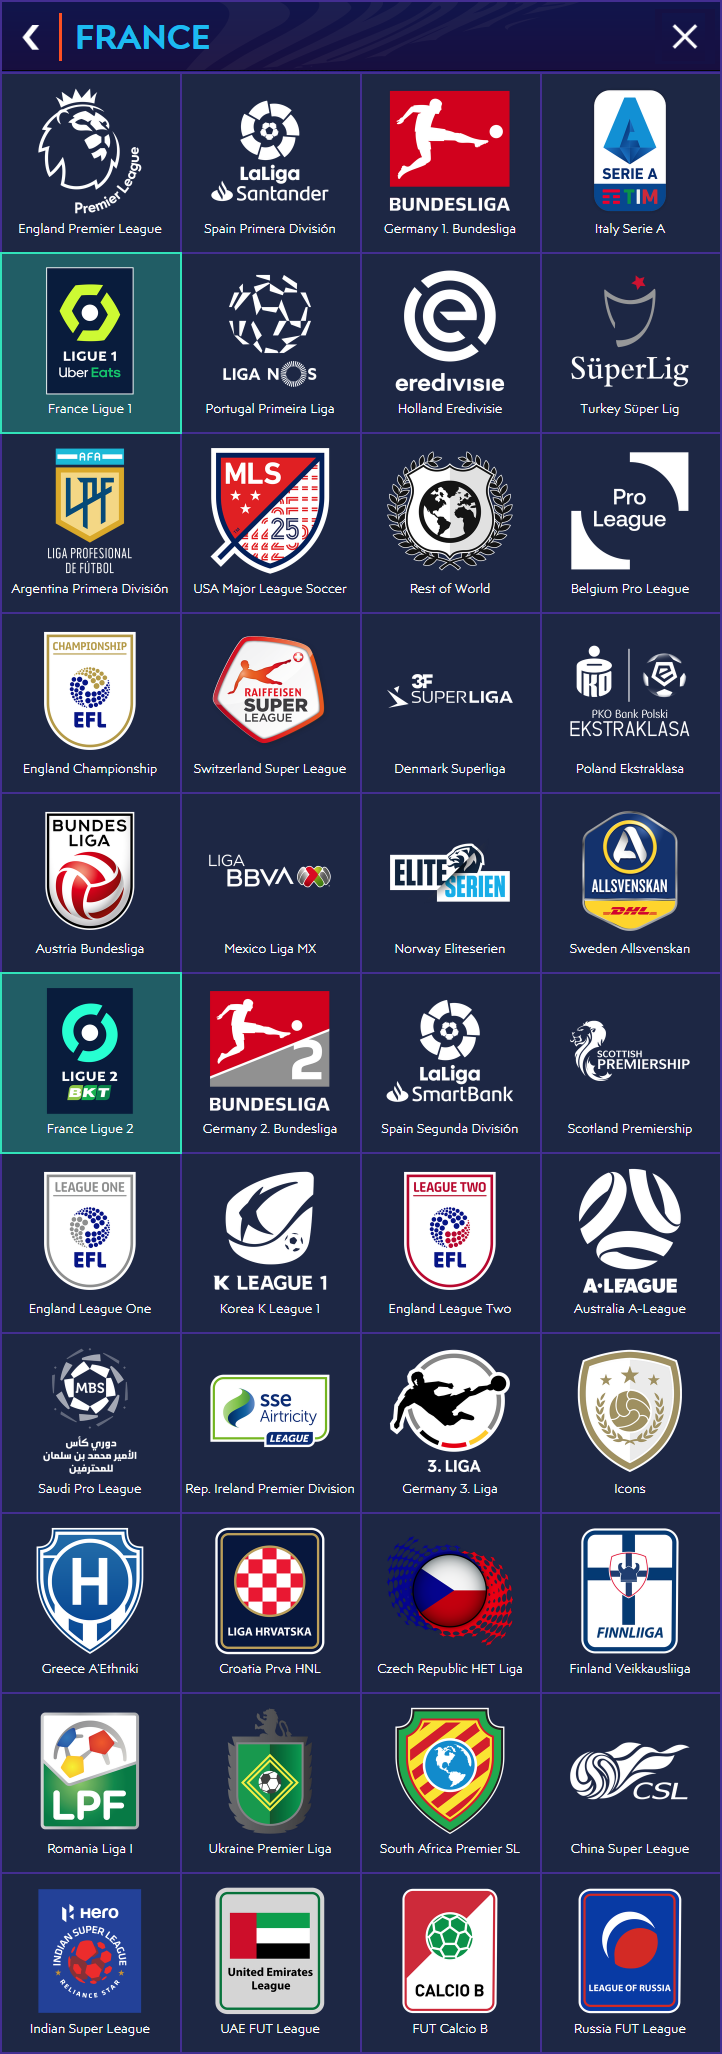 FRANCE
Premier League
England Premier League
LaLiga
Santander
Spain Primera División
BUNDESLIGA
Germany 1. Bundesliga
SERIE A
TIM
Italy Serie A
LIGUE 1
Uber Eats
France Ligue 1
LIGA NOS
Portugal Primeira Liga
e
eredivisie
Holland Eredivisie
SüperLig
Turkey Süper Lig
AFA
LPF
LIGA PROFESIONAL
DE FÚTBOL
Argentina Primera División
MLS
25
USA Major League Soccer
Rest of World
Pro
League
Belgium Pro League
CHAMPIONSHIP
EFL
England Championship
RAIFFEISEN
SUPER
LEAGUE
Switzerland Super League
3F
SUPERLIGA
Denmark Superliga
PKO
PKO Bank Polski
EKSTRAKLASA
Poland Ekstraklasa
BUNDES
LIGA
Austria Bundesliga
LIGA
BBVA
Mexico Liga MX
ELITE
SERIEN
Norway Eliteserien
ALLSVENSKAN
DHL
Sweden Allsvenskan
LIGUE 2
BKT
France Ligue 2
2
BUNDESLIGA
Germany 2. Bundesliga
LaLiga
SmartBank
Spain Segunda División
SCOTTISH
PREMIERSHIP
Scotland Premiership
LEAGUE ONE
EFL
England League One
K LEAGUE 1
Korea K League 1
LEAGUE TWO
EFL
England League Two
A-LEAGUE
Australia A-League
MBS
دوري كأس
الأمير محمد بن سلمان
للمحترفين
Saudi Pro League
sse
Airtricity
LEAGUE
Rep. Ireland Premier Division
3. LIGA
Germany 3. Liga
Icons
H
Greece A'Ethniki
LIGA HRVATSKA
Croatia Prva HNL
Czech Republic HET Liga
FINNLIIGA
Finland Veikkausliiga
LPF
Romania Liga I
Ukraine Premier Liga
South Africa Premier SL
CSL
China Super League
Hero
INDIAN SUPER LEAGUE
RELIANCE STAR
Indian Super League
United Emirates
League
UAE FUT League
CALCIO B
FUT Calcio B
LEAGUE OF RUSSIA
Russia FUT League